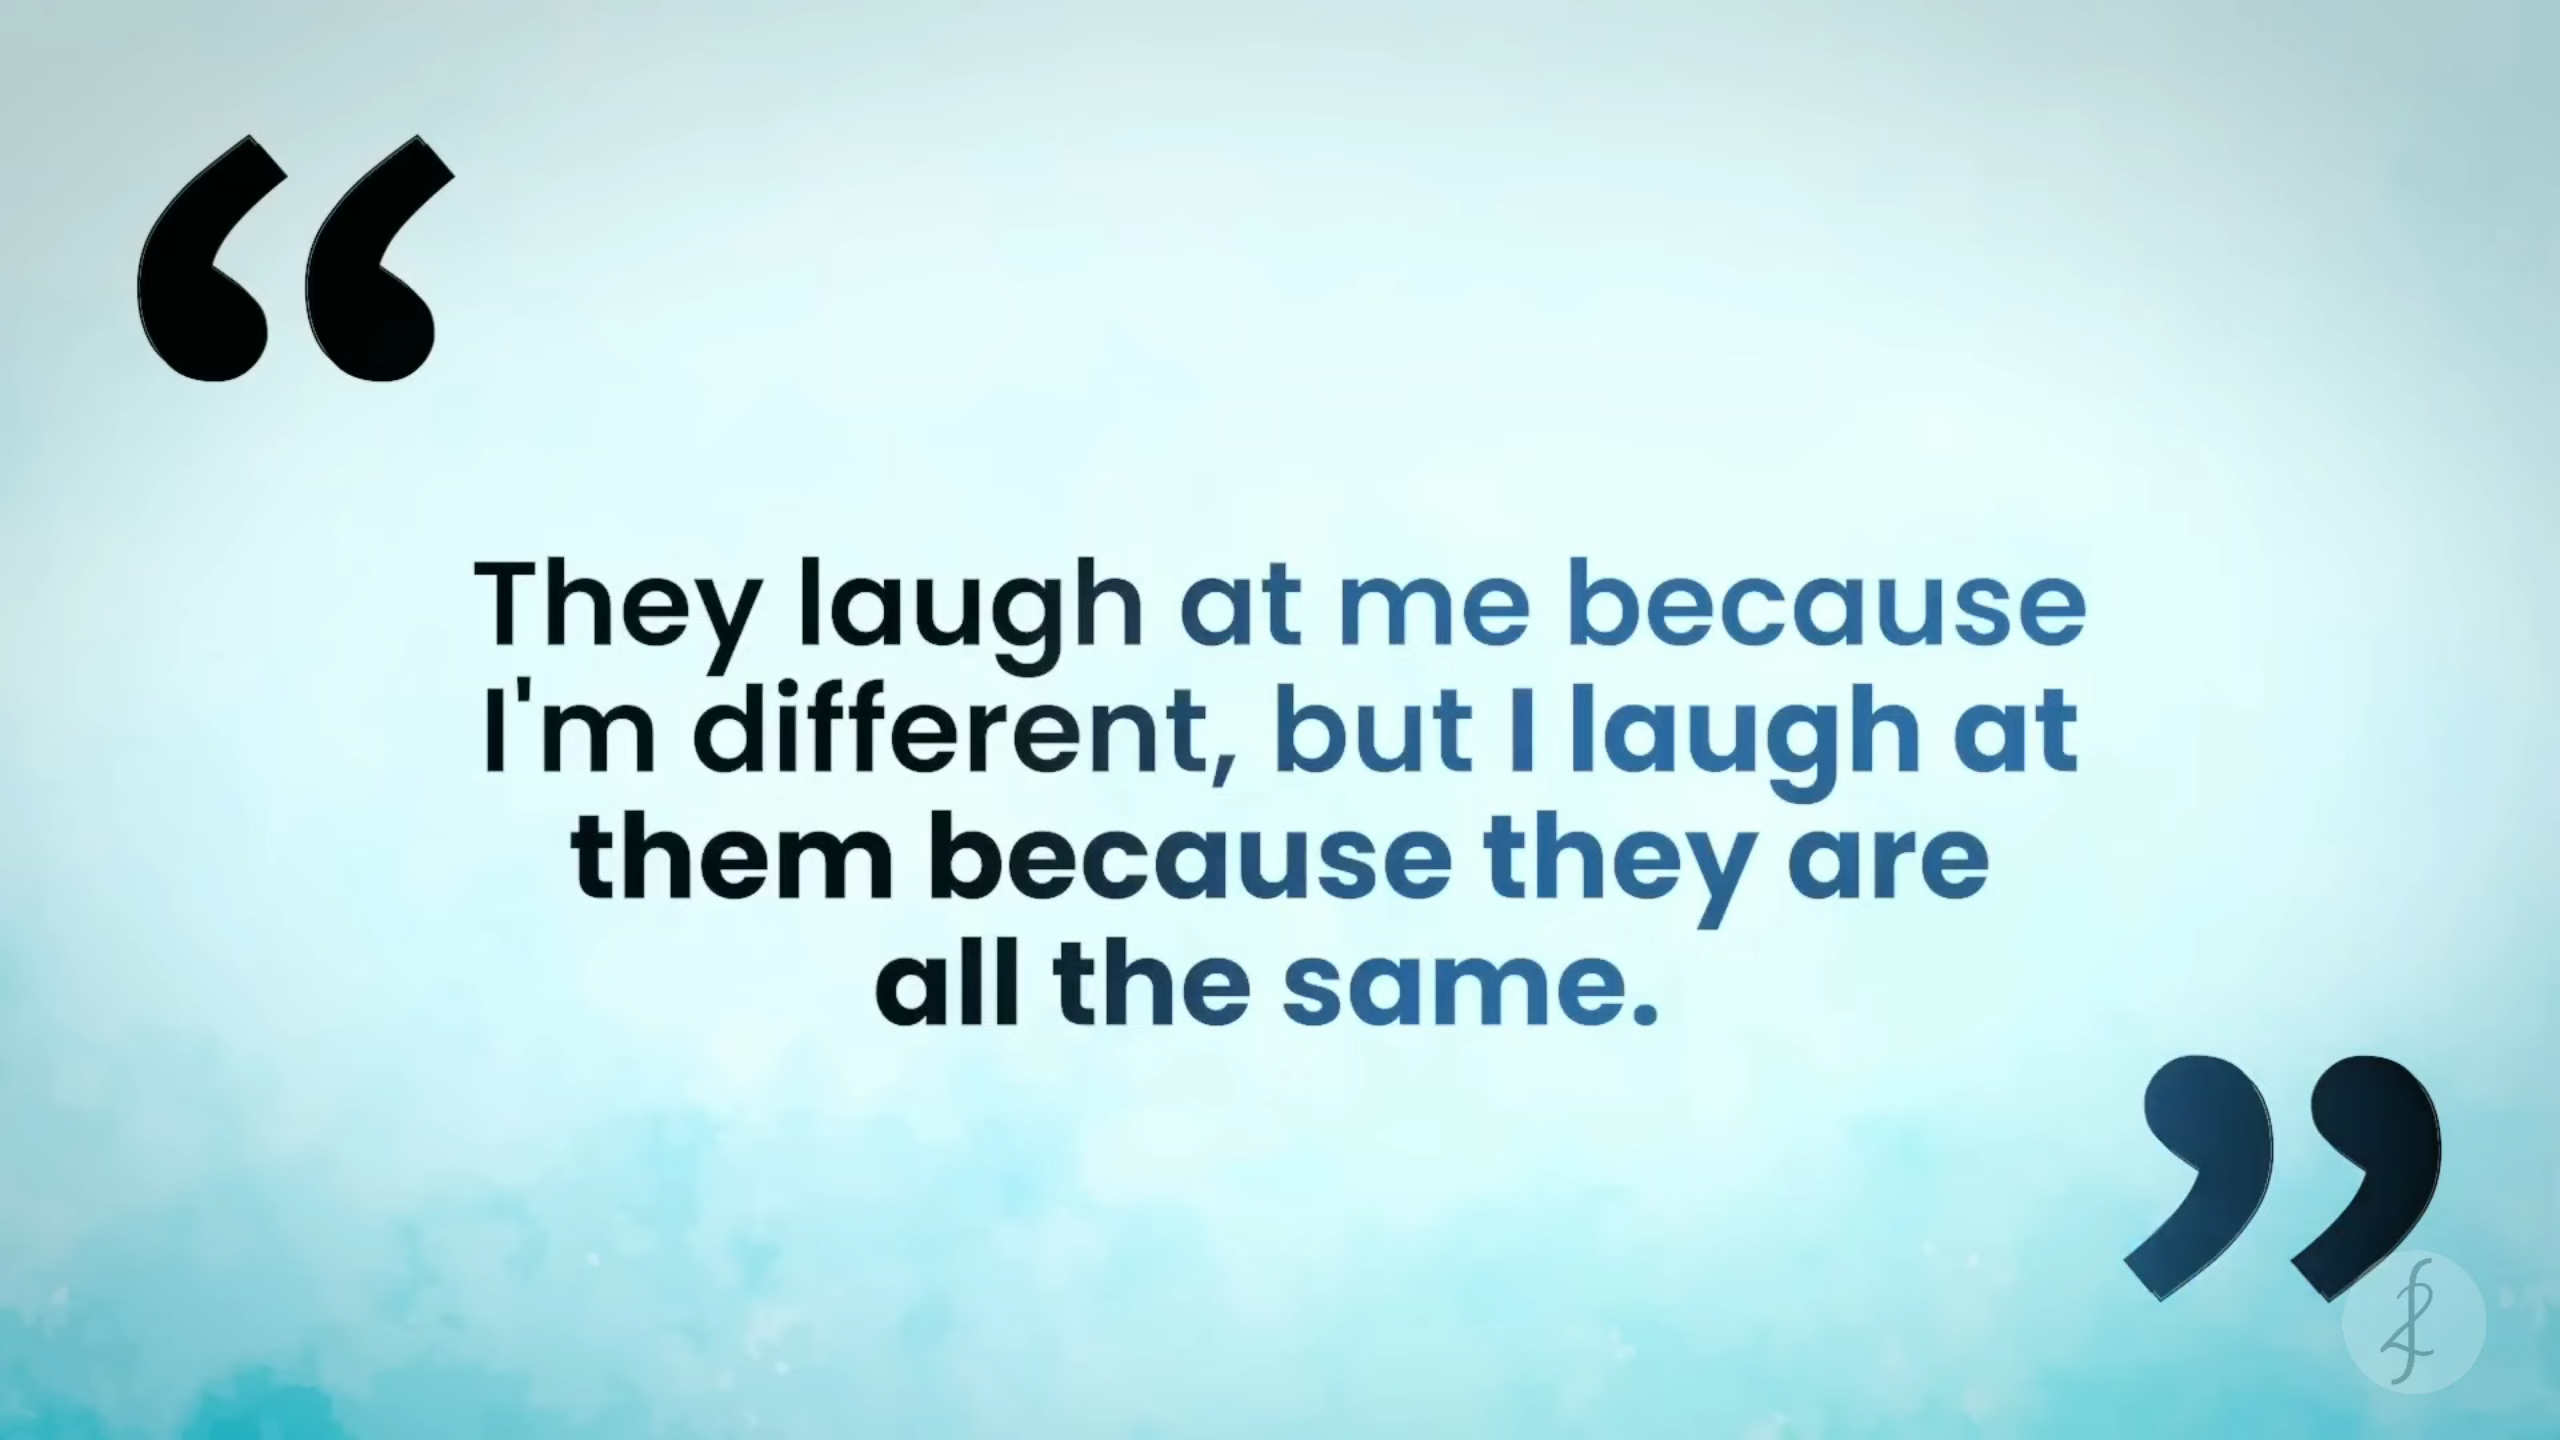 “
They laugh at me because
I'm different, but I laugh at
them because they are
all the same.
”